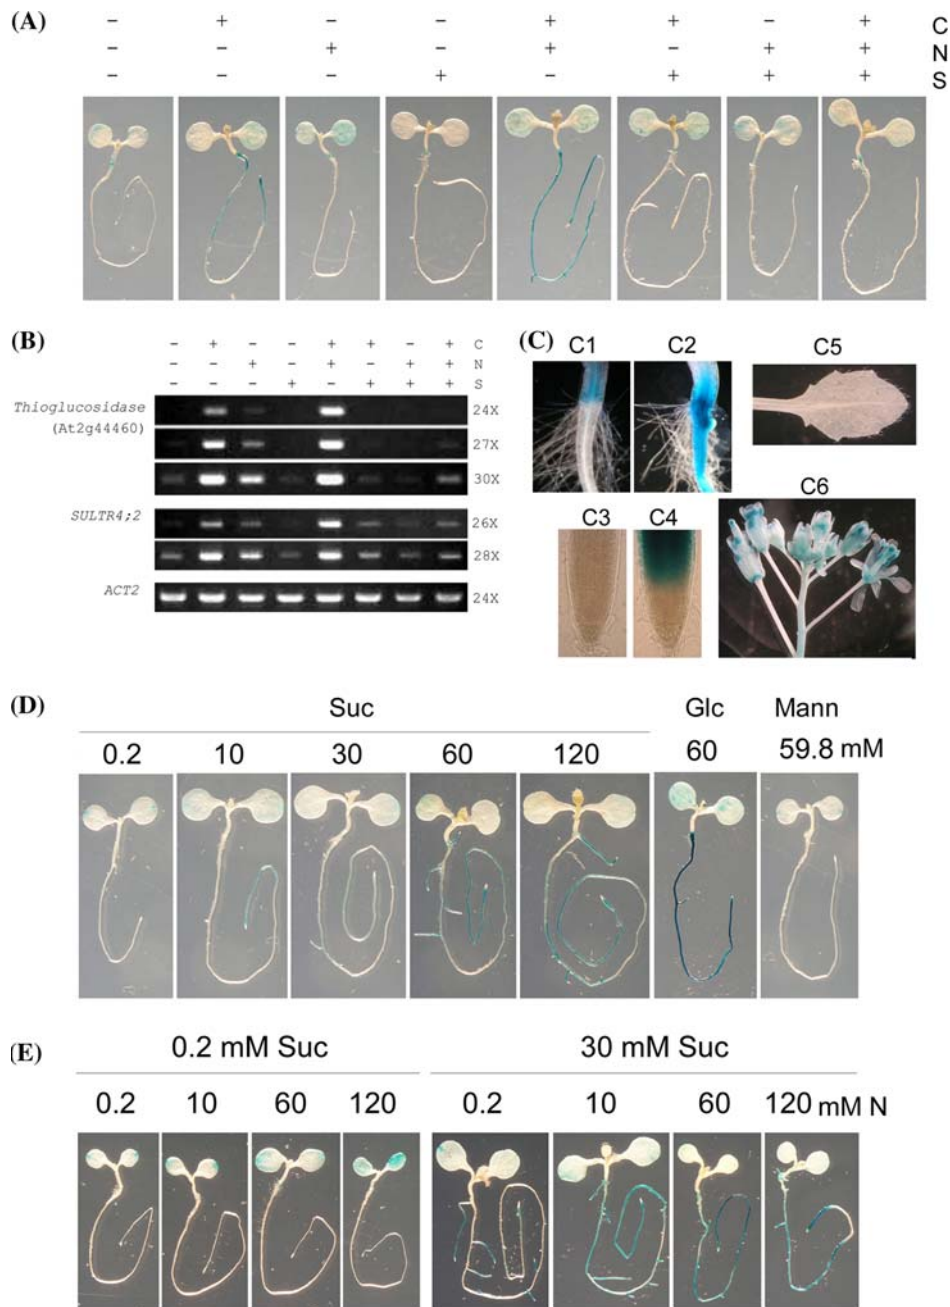 (A) – + – – + + – + C
– – + – + – + + N
– – – + – + + + S
(B) – + – – + + – + C
– – + – + – + + N
– – – + – + + + S
Thioglucosidase
(At2g44460)
24X
27X
30X
SULTR4;2
26X
28X
ACT2
24X
(C)
C1 C2 C5
C3 C4 C6
(D) Suc Glc Mann
0.2 10 30 60 120 60 59.8 mM
(E) 0.2 mM Suc 30 mM Suc
0.2 10 60 120 0.2 10 60 120 mM N